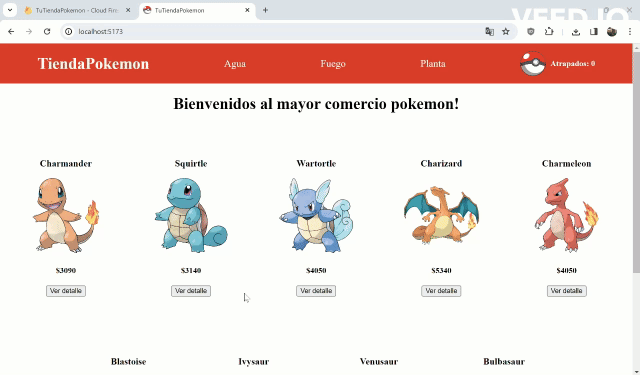 TuTiendaPokemon - Cloud Fire
TuTiendaPokemon
VEED.IO
localhost:5173
TiendaPokemon
Agua
Fuego
Planta
Atrapados: 0
Bienvenidos al mayor comercio pokemon!
Charmander
Squirtle
Wartortle
Charizard
Charmeleon
$3090
$3140
$4050
$5340
$4050
Ver detalle
Ver detalle
Ver detalle
Ver detalle
Ver detalle
Blastoise
Ivysaur
Venusaur
Bulbasaur